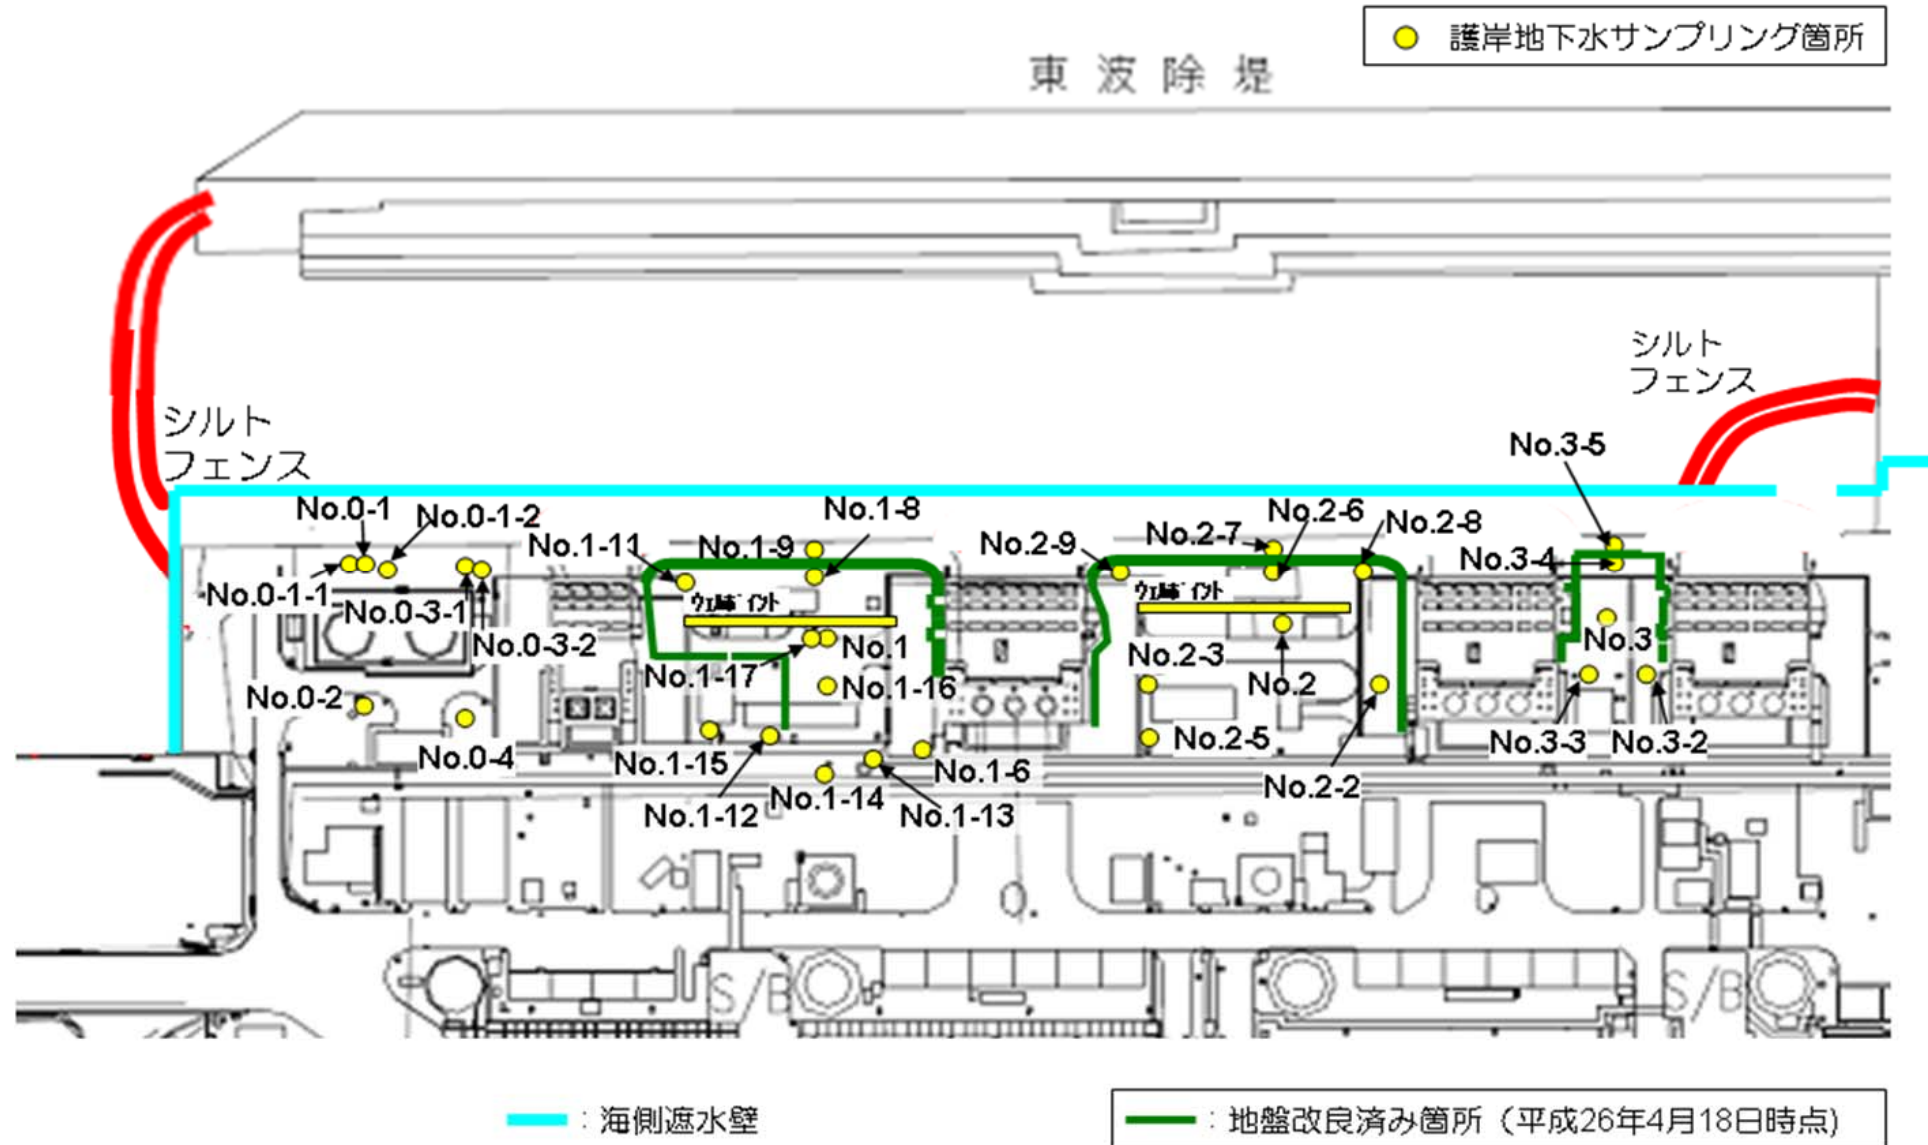 護岸地下水サンプリング箇所
東波除堤
シルト
フェンス
シルト
フェンス
No.3-5
No.0-1
No.0-1-2
No.1-8
No.2-6
No.2-8
No.1-11
No.1-9
No.2-9
No.2-7
No.3-4
No.0-1-1
No.0-3-1
ウェルポイント
ウェルポイント
No.0-3-2
No.1
No.3
No.1-17
No.2-3
No.0-2
No.1-16
No.2
No.0-4
No.1-15
No.1-6
No.2-5
No.3-3
No.3-2
No.1-12
No.1-14
No.1-13
No.2-2
S/B
S/B
：海側遮水壁
：地盤改良済み箇所（平成26年4月18日時点）